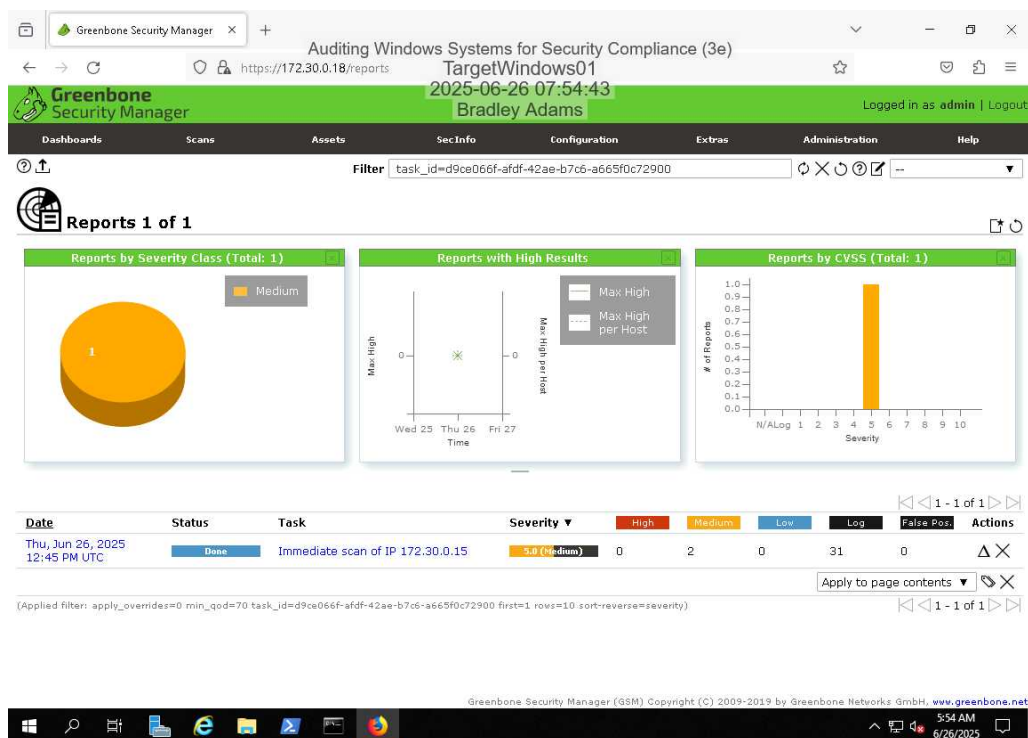 Greenbone Security Manager
Auditing Windows Systems for Security Compliance (3e)
https://172.30.0.18/reports
TargetWindows01
2025-06-26 07:54:43
Bradley Adams
Greenbone
Security Manager
Logged in as admin | Logout
Dashboards Scans Assets SecInfo Configuration Extras Administration Help
Filter task_id=d9ce066f-afdf-42ae-b7c6-a665f0c72900 --
Reports 1 of 1
Reports by Severity Class (Total: 1)
Medium
1
Reports with High Results
Max High
Max High
per Host
Max High
0
0
Max High per Host
Wed 25 Thu 26 Fri 27
Time
Reports by CVSS (Total: 1)
# of Reports
1.0
0.9
0.8
0.7
0.6
0.5
0.4
0.3
0.2
0.1
0.0
N/A Log 1 2 3 4 5 6 7 8 9 10
Severity
1 - 1 of 1
Date Status Task Severity ▼ High Medium Low Log False Pos. Actions
Thu, Jun 26, 2025
12:45 PM UTC
Done Immediate scan of IP 172.30.0.15 5.0 (Medium) 0 2 0 31 0
Apply to page contents ▼
(Applied filter: apply_overrides=0 min_qod=70 task_id=d9ce066f-afdf-42ae-b7c6-a665f0c72900 first=1 rows=10 sort-reverse=severity)
1 - 1 of 1
Greenbone Security Manager (GSM) Copyright (C) 2009-2019 by Greenbone Networks GmbH, www.greenbone.net
5:54 AM
6/26/2025